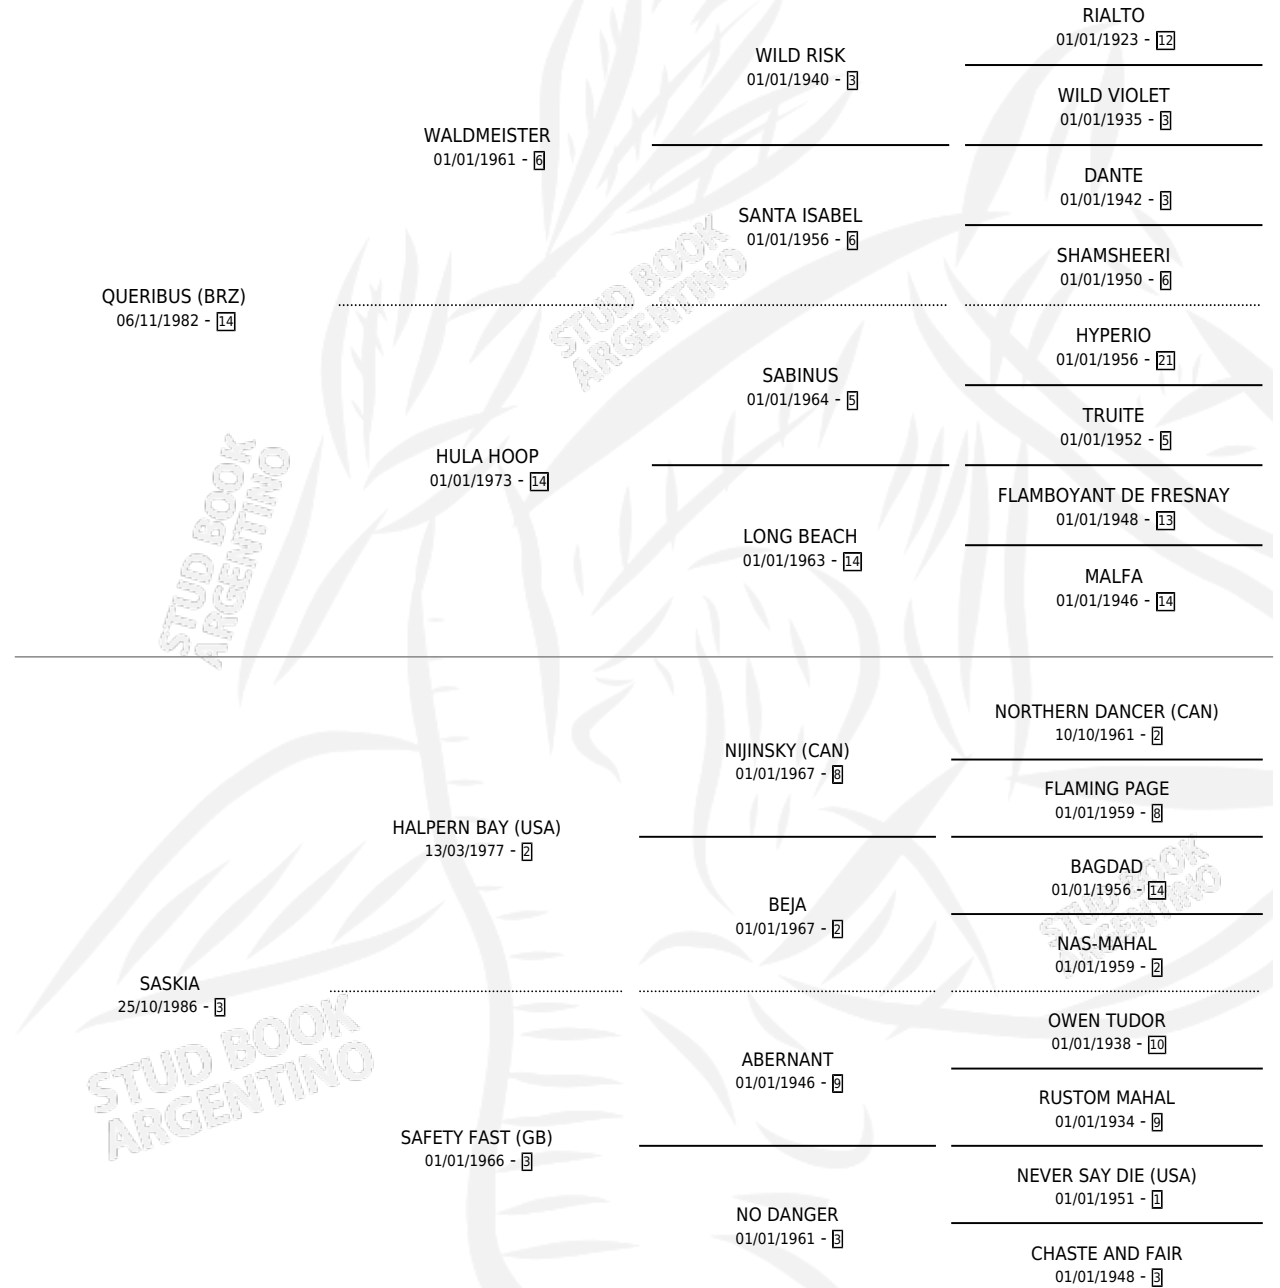 RIALTO
01/01/1923 - 12
WILD RISK
01/01/1940 - 3
WILD VIOLET
01/01/1935 - 3
WALDMEISTER
01/01/1961 - 6
DANTE
01/01/1942 - 3
SANTA ISABEL
01/01/1956 - 6
SHAMSHEERI
01/01/1950 - 6
QUERIBUS (BRZ)
06/11/1982 - 14
STUD BOOK
ARGENTINO
HYPERIO
01/01/1956 - 21
SABINUS
01/01/1964 - 5
TRUITE
01/01/1952 - 5
HULA HOOP
01/01/1973 - 14
FLAMBOYANT DE FRESNAY
01/01/1948 - 13
LONG BEACH
01/01/1963 - 14
MALFA
01/01/1946 - 14
STUD BOOK
ARGENTINO
NORTHERN DANCER (CAN)
10/10/1961 - 2
NIJINSKY (CAN)
01/01/1967 - 8
FLAMING PAGE
01/01/1959 - 8
HALPERN BAY (USA)
13/03/1977 - 2
BAGDAD
01/01/1956 - 14
BEJA
01/01/1967 - 2
NAS-MAHAL
01/01/1959 - 2
STUD BOOK
ARGENTINO
SASKIA
25/10/1986 - 3
OWEN TUDOR
01/01/1938 - 10
ABERNANT
01/01/1946 - 9
RUSTOM MAHAL
01/01/1934 - 9
STUD BOOK
ARGENTINO
SAFETY FAST (GB)
01/01/1966 - 3
NEVER SAY DIE (USA)
01/01/1951 - 1
NO DANGER
01/01/1961 - 3
CHASTE AND FAIR
01/01/1948 - 3